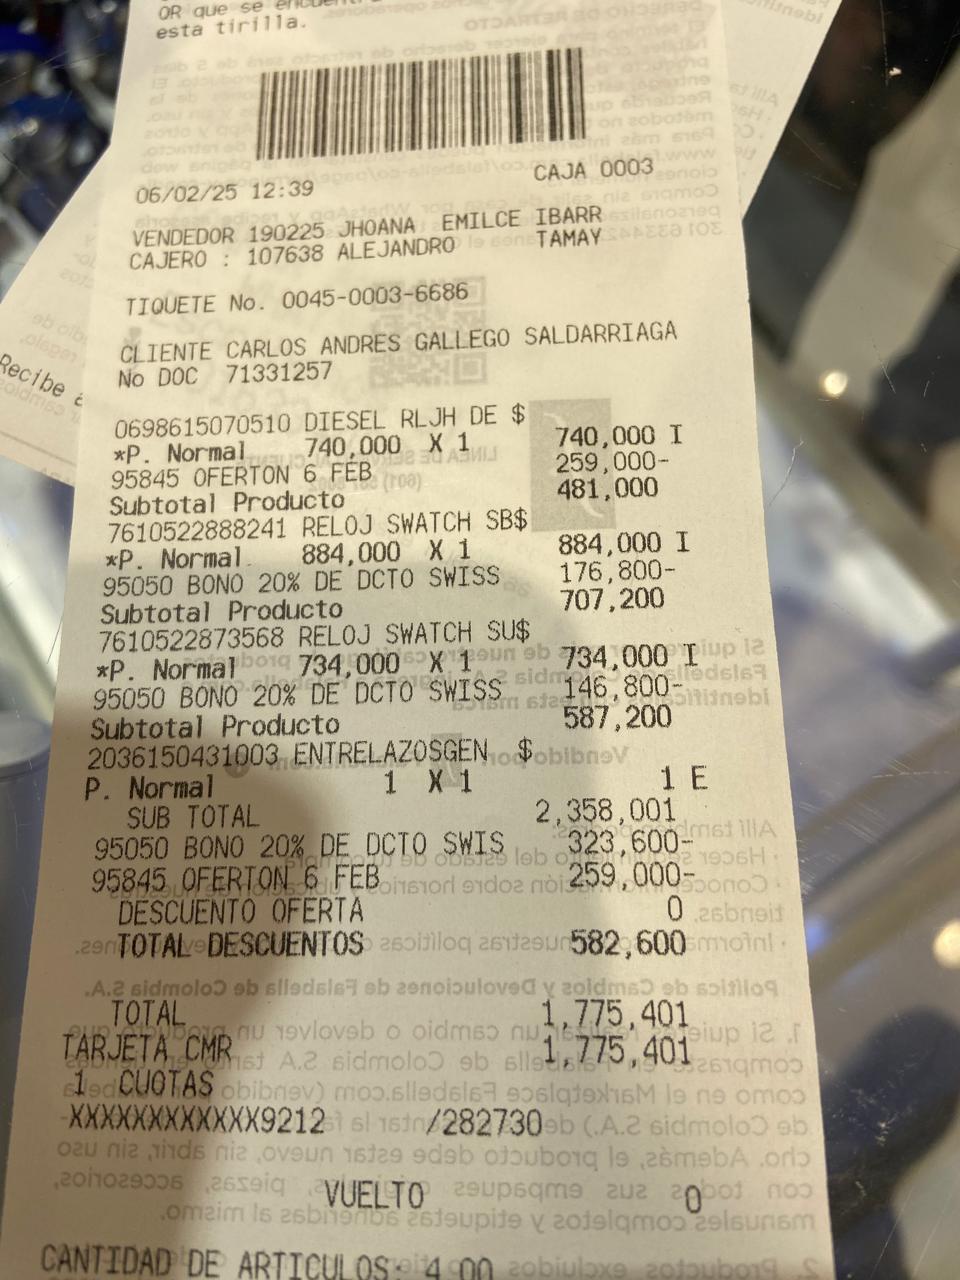 OR que se
esta tirilla.
06/02/25 12:39 CAJA 0003
VENDEDOR 190225 JHOANA EMILCE IBARR
CAJERO : 107638 ALEJANDRO TAMAY
TIQUETE No. 0045-0003-6686
CLIENTE CARLOS ANDRES GALLEGO SALDARRIAGA
No DOC 71331257
Recibe
0698615070510 DIESEL RLJH DE $
*P. Normal 740,000 X 1 740,000 I
95845 OFERTON 6 FEB 259,000-
Subtotal Producto 481,000
7610522888241 RELOJ SWATCH SB$
*P. Normal 884,000 X 1 884,000 I
95050 BONO 20% DE DCTO SWISS 176,800-
Subtotal Producto 707,200
7610522873568 RELOJ SWATCH SU$
*P. Normal 734,000 X 1 734,000 I
95050 BONO 20% DE DCTO SWISS 146,800-
Subtotal Producto 587,200
2036150431003 ENTRELAZOSGEN $
P. Normal 1 X 1 1 E
SUB TOTAL 2,358,001
95050 BONO 20% DE DCTO SWIS 323,600-
95845 OFERTON 6 FEB 259,000-
DESCUENTO OFERTA 0
TOTAL DESCUENTOS 582,600
TOTAL 1,775,401
TARJETA CMR 1,775,401
1 CUOTAS
XXXXXXXXXXXX9212 /282730
VUELTO 0
CANTIDAD DE ARTICULOS: 4.00